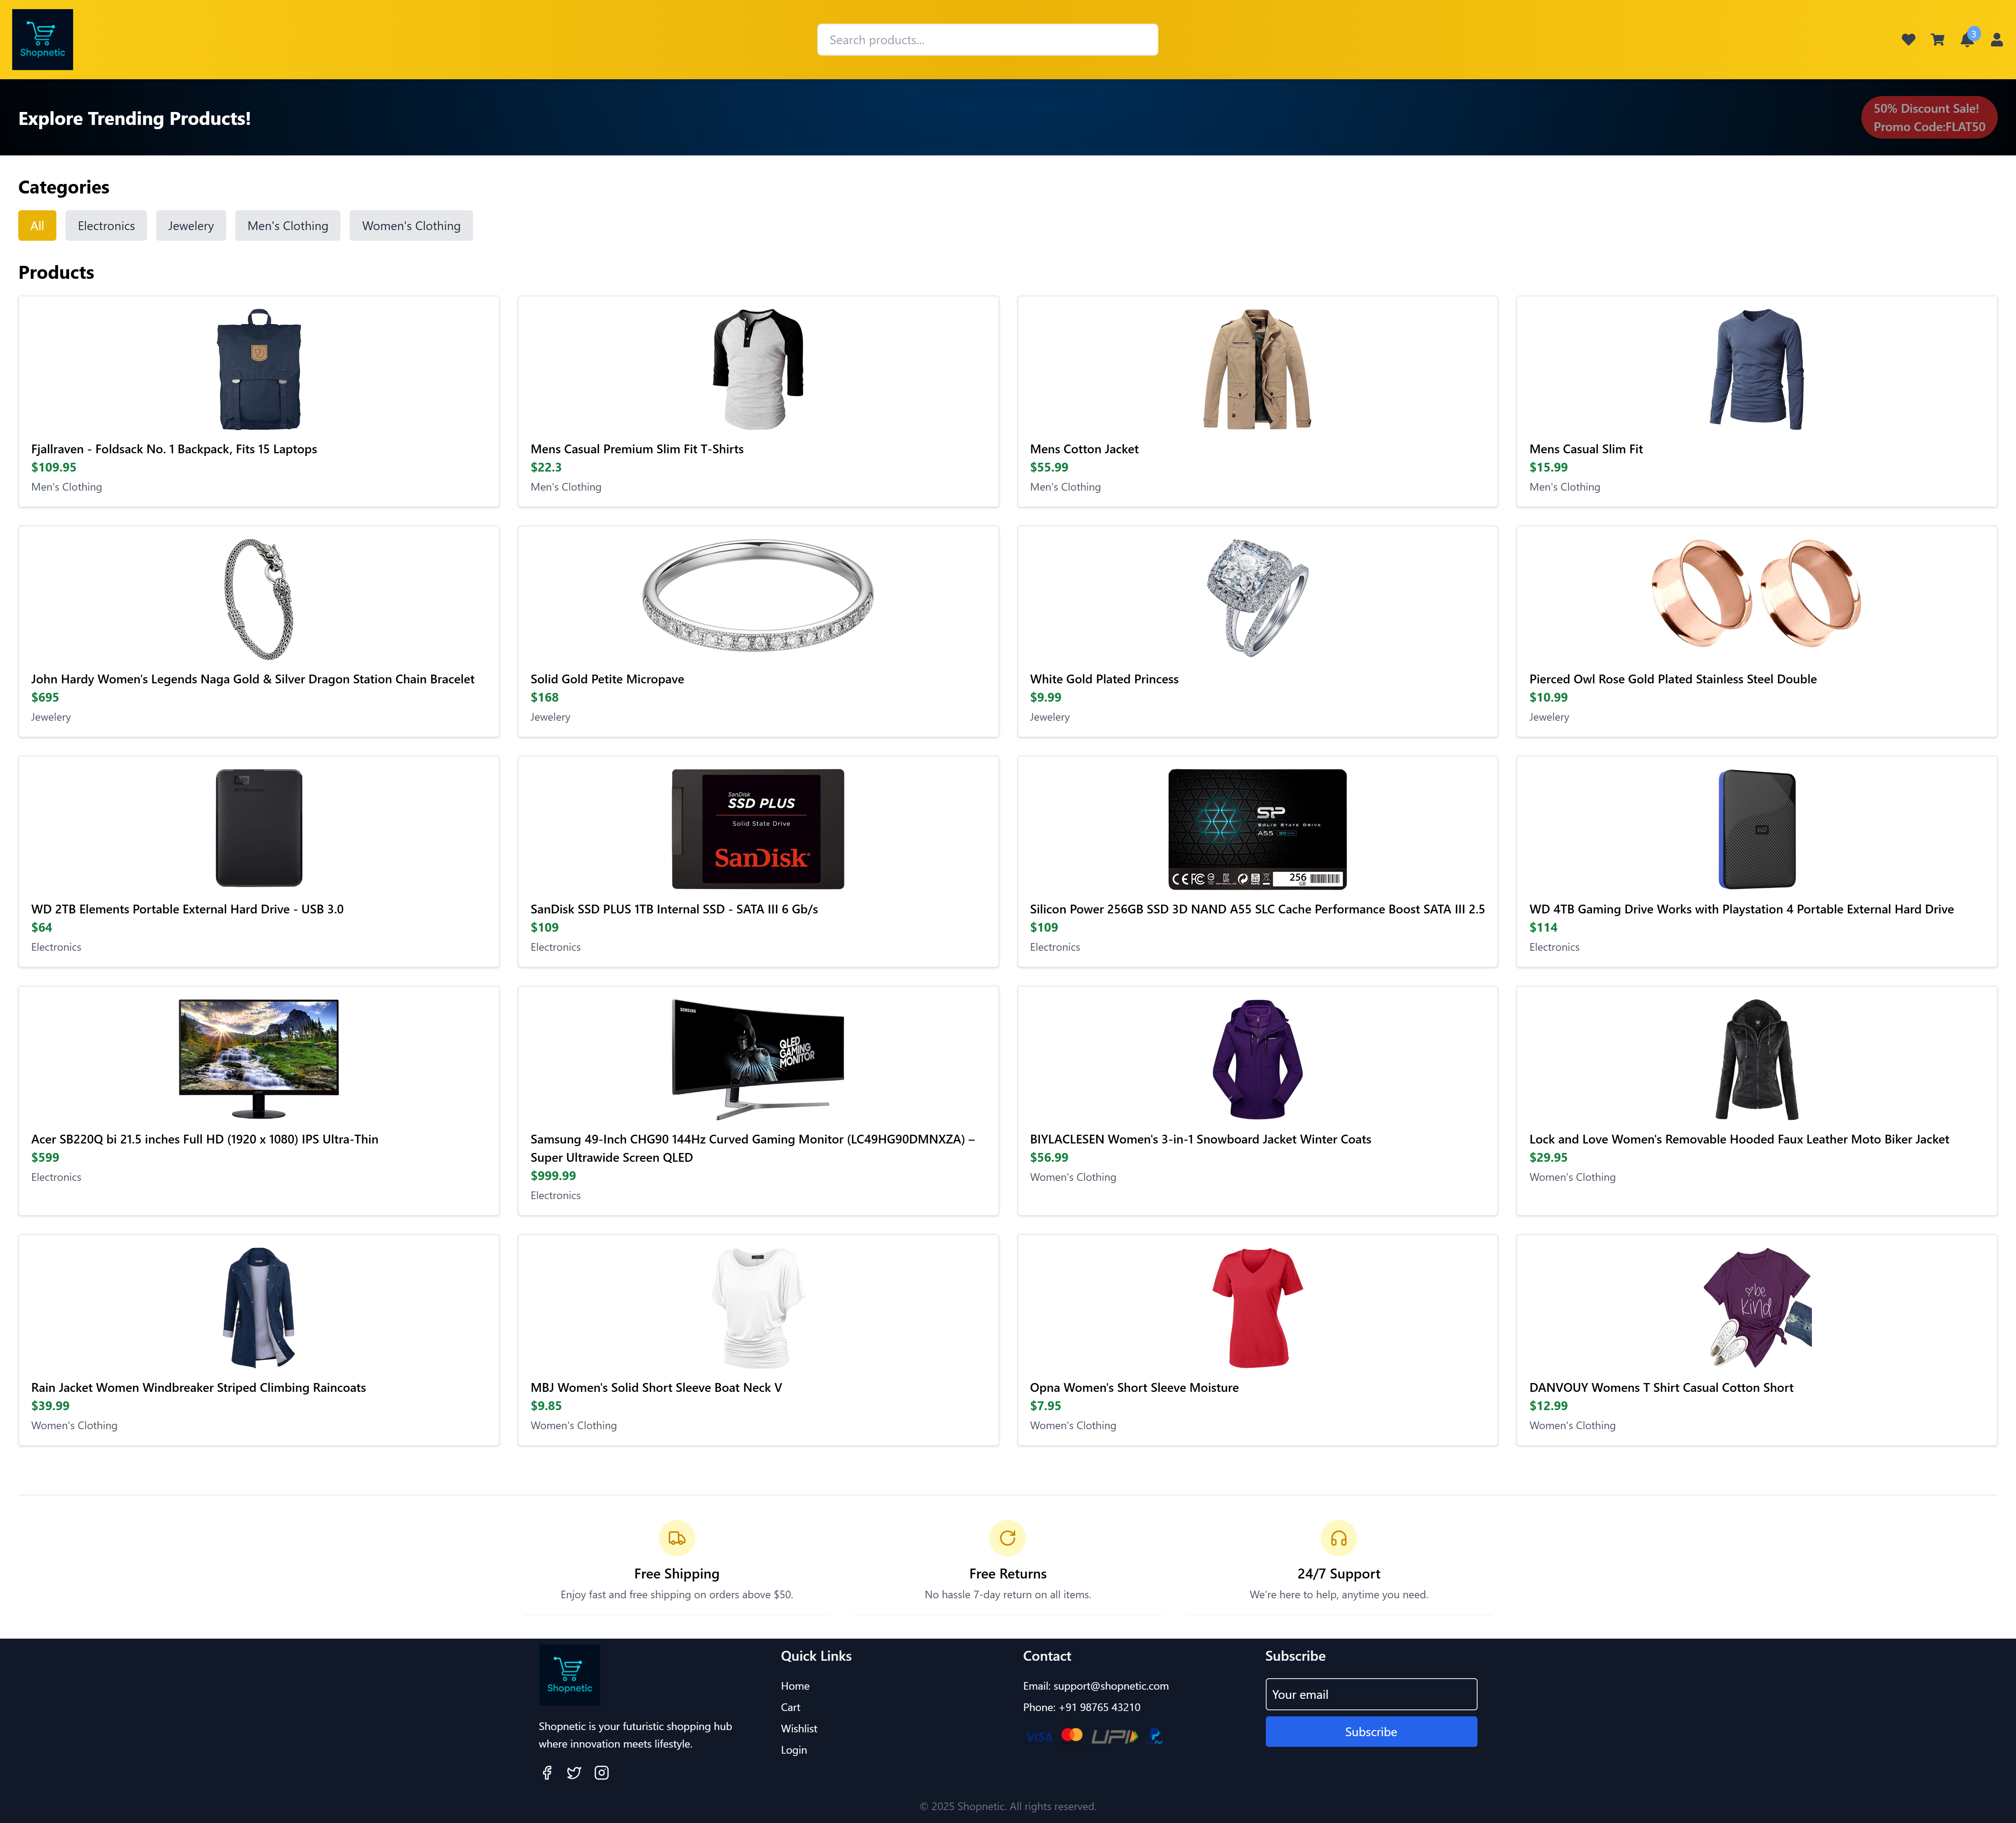 Shopnetic
Search products...
3
Explore Trending Products!
50% Discount Sale!
Promo Code:FLAT50
Categories
All
Electronics
Jewelery
Men's Clothing
Women's Clothing
Products
Fjallraven - Foldsack No. 1 Backpack, Fits 15 Laptops
$109.95
Men's Clothing
Mens Casual Premium Slim Fit T-Shirts
$22.3
Men's Clothing
Mens Cotton Jacket
$55.99
Men's Clothing
Mens Casual Slim Fit
$15.99
Men's Clothing
John Hardy Women's Legends Naga Gold & Silver Dragon Station Chain Bracelet
$695
Jewelery
Solid Gold Petite Micropave
$168
Jewelery
White Gold Plated Princess
$9.99
Jewelery
Pierced Owl Rose Gold Plated Stainless Steel Double
$10.99
Jewelery
WD
WD 2TB Elements Portable External Hard Drive - USB 3.0
$64
Electronics
SanDisk
SSD PLUS
Solid State Drive
SanDisk
SanDisk SSD PLUS 1TB Internal SSD - SATA III 6 Gb/s
$109
Electronics
SP
SOLID STATE DRIVE
A55
256
GB
Silicon Power 256GB SSD 3D NAND A55 SLC Cache Performance Boost SATA III 2.5
$109
Electronics
WD
WD 4TB Gaming Drive Works with Playstation 4 Portable External Hard Drive
$114
Electronics
Acer SB220Q bi 21.5 inches Full HD (1920 x 1080) IPS Ultra-Thin
$599
Electronics
SAMSUNG
QLED
GAMING
MONITOR
Samsung 49-Inch CHG90 144Hz Curved Gaming Monitor (LC49HG90DMNXZA) –
Super Ultrawide Screen QLED
$999.99
Electronics
BIYLACLESEN Women's 3-in-1 Snowboard Jacket Winter Coats
$56.99
Women's Clothing
Lock and Love Women's Removable Hooded Faux Leather Moto Biker Jacket
$29.95
Women's Clothing
Rain Jacket Women Windbreaker Striped Climbing Raincoats
$39.99
Women's Clothing
MBJ Women's Solid Short Sleeve Boat Neck V
$9.85
Women's Clothing
Opna Women's Short Sleeve Moisture
$7.95
Women's Clothing
be
kind
DANVOUY Womens T Shirt Casual Cotton Short
$12.99
Women's Clothing
Free Shipping
Enjoy fast and free shipping on orders above $50.
Free Returns
No hassle 7-day return on all items.
24/7 Support
We're here to help, anytime you need.
Shopnetic
Shopnetic is your futuristic shopping hub
where innovation meets lifestyle.
Quick Links
Home
Cart
Wishlist
Login
Contact
Email: support@shopnetic.com
Phone: +91 98765 43210
VISA
UPI
Subscribe
Your email
Subscribe
© 2025 Shopnetic. All rights reserved.